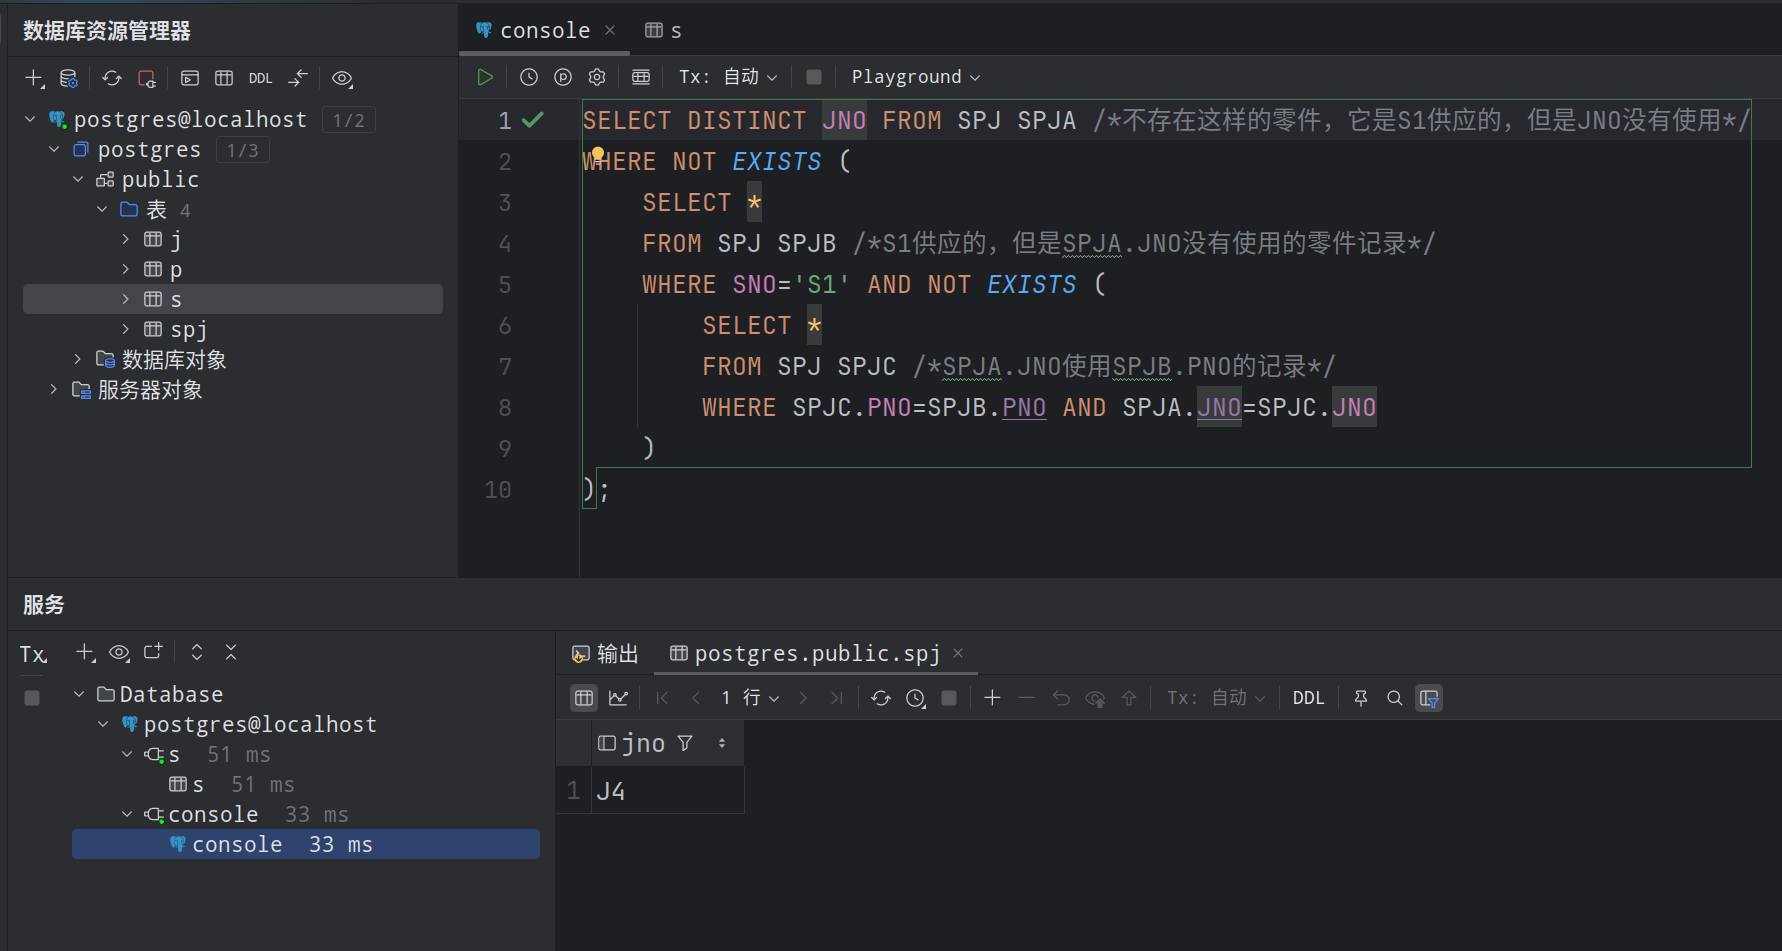 数据库资源管理器
DDL
postgres@localhost 1/2
postgres 1/3
public
表 4
j
p
s
spj
数据库对象
服务器对象
console × s
Tx: 自动 Playground
1 SELECT DISTINCT JNO FROM SPJ SPJA /*不存在这样的零件，它是S1供应的，但是JNO没有使用*/
2 WHERE NOT EXISTS (
3 SELECT *
4 FROM SPJ SPJB /*S1供应的，但是SPJA.JNO没有使用的零件记录*/
5 WHERE SNO='S1' AND NOT EXISTS (
6 SELECT *
7 FROM SPJ SPJC /*SPJA.JNO使用SPJB.PNO的记录*/
8 WHERE SPJC.PNO=SPJB.PNO AND SPJA.JNO=SPJC.JNO
9 )
10 );
服务
Tx
Database
postgres@localhost
s 51 ms
s 51 ms
console 33 ms
console 33 ms
输出 postgres.public.spj ×
1 行 Tx: 自动 DDL
jno
1 J4